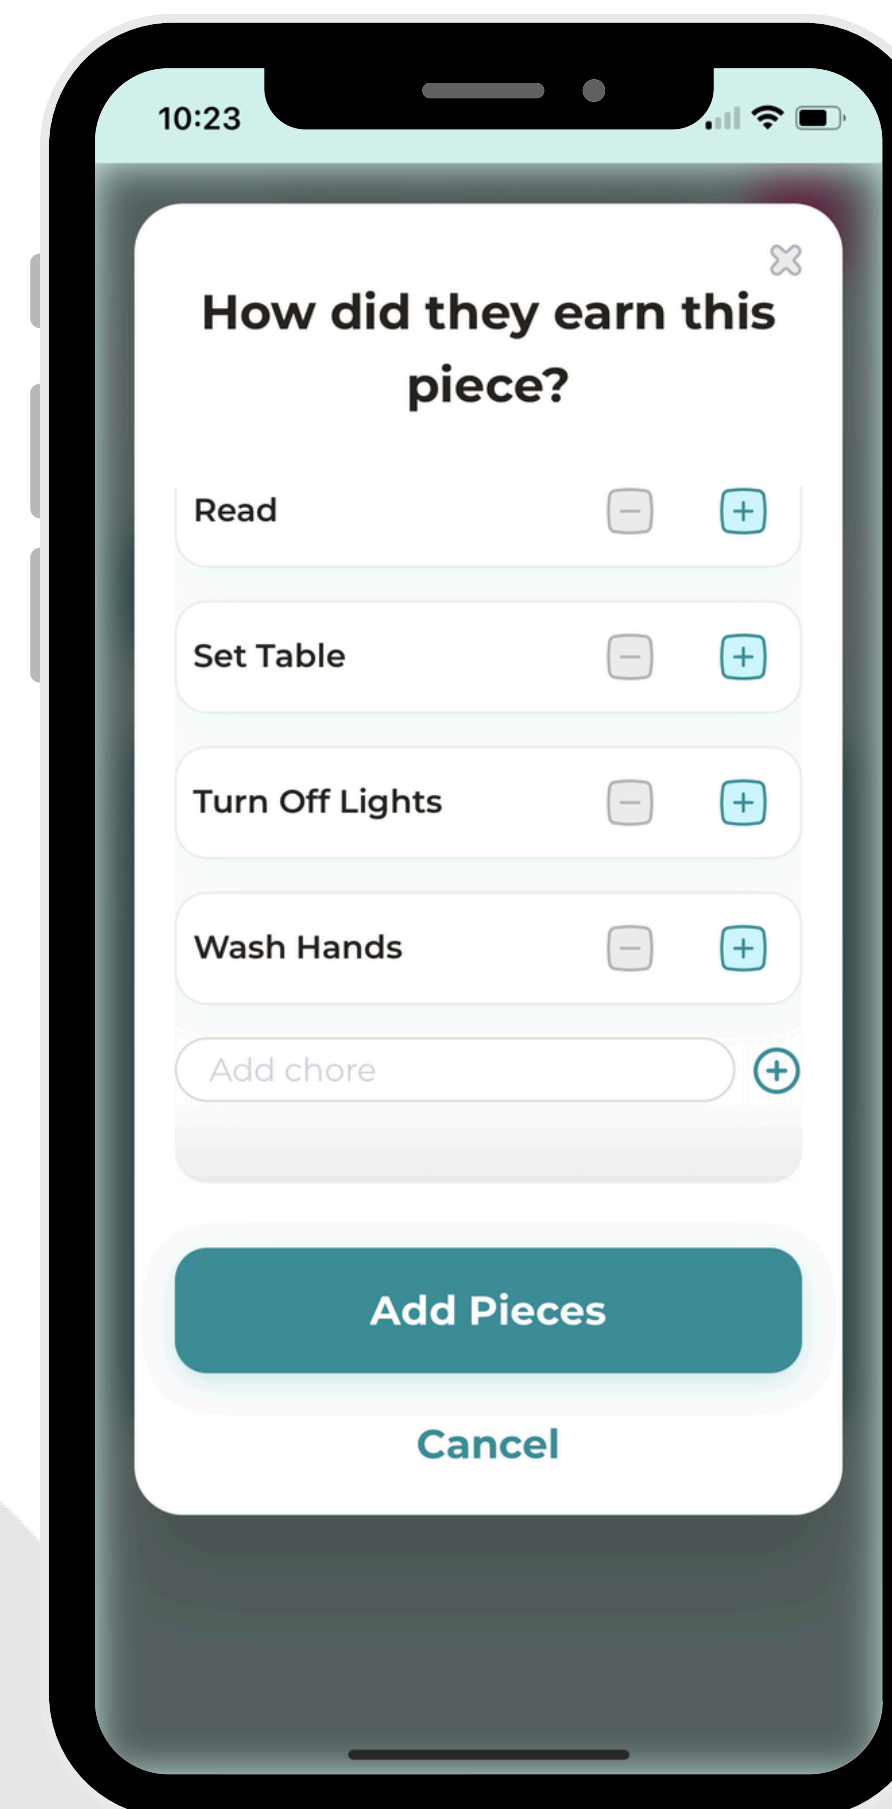 10:23
How did they earn this
piece?
Read
Set Table
Turn Off Lights
Wash Hands
Add chore
Add Pieces
Cancel